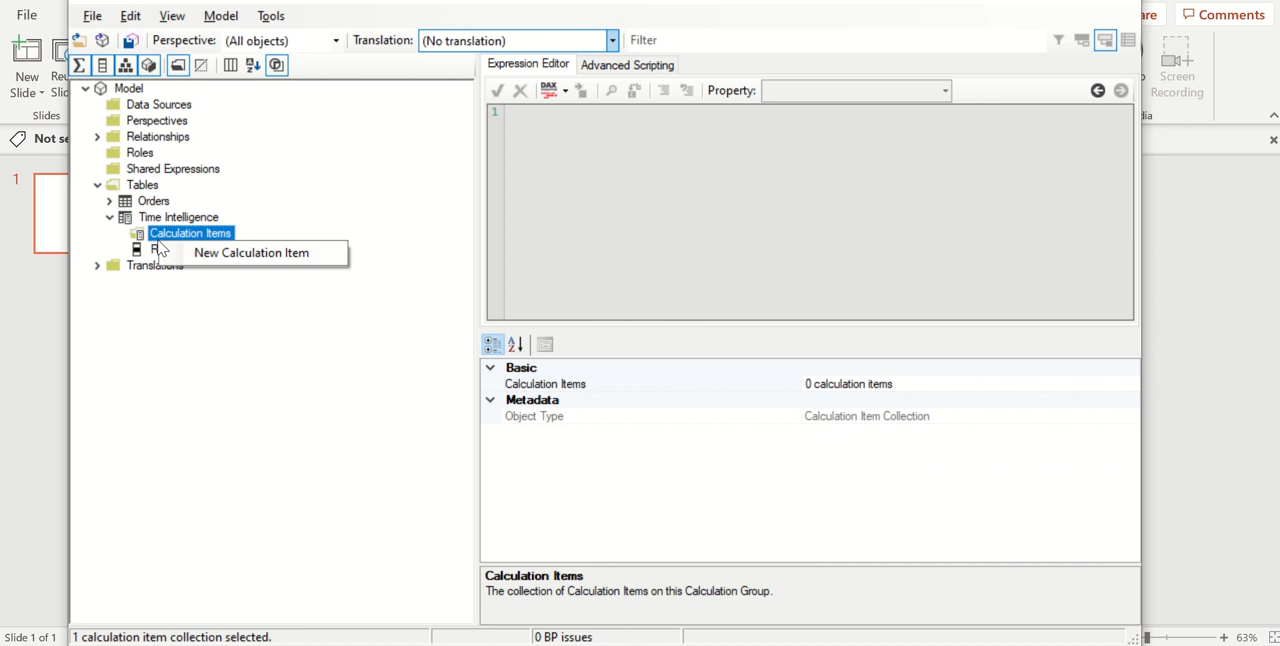 File
New
Slide
Slides
Not se
1
Slide 1 of 1
File Edit View Model Tools
Perspective: (All objects) Translation: (No translation) Filter
Model
Data Sources
Perspectives
Relationships
Roles
Shared Expressions
Tables
Orders
Time Intelligence
Calculation Items
New Calculation Item
Translations
Expression Editor Advanced Scripting
DAX Property:
1
Basic
Calculation Items 0 calculation items
Metadata
Object Type Calculation Item Collection
Calculation Items
The collection of Calculation Items on this Calculation Group.
1 calculation item collection selected. 0 BP issues
Comments
Screen
Recording
63%